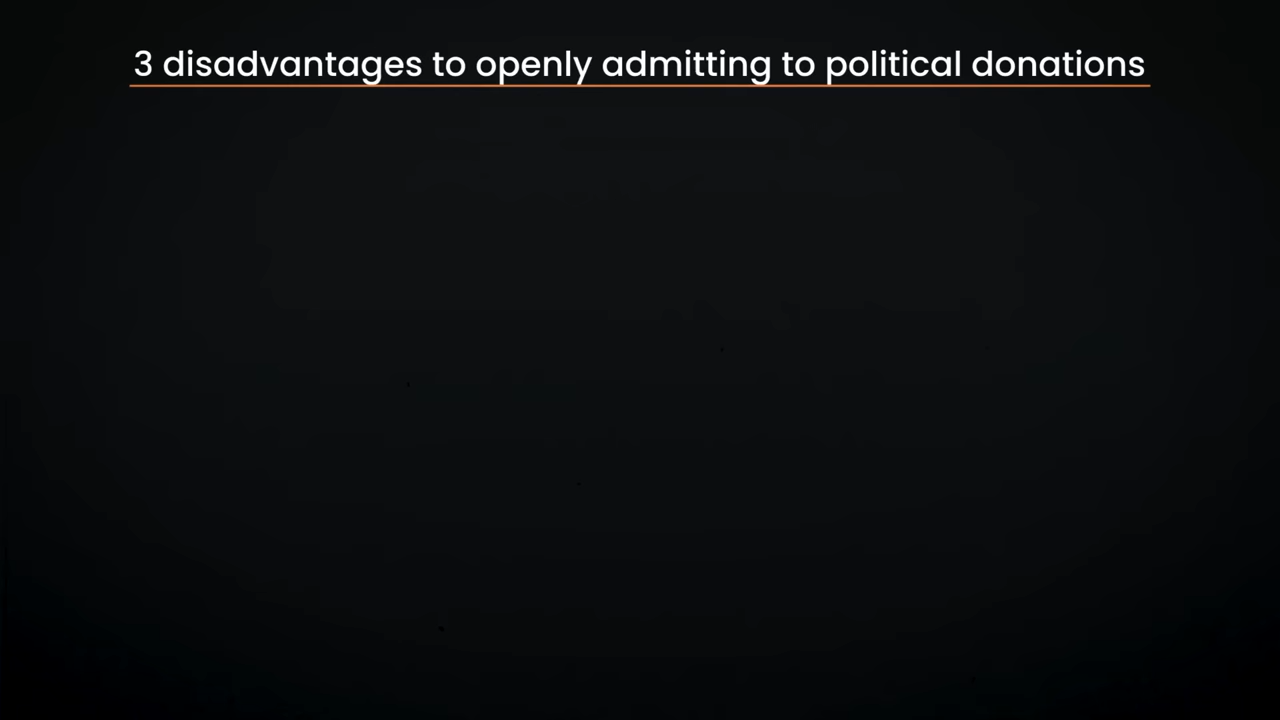 3 disadvantages to openly admitting to political donations